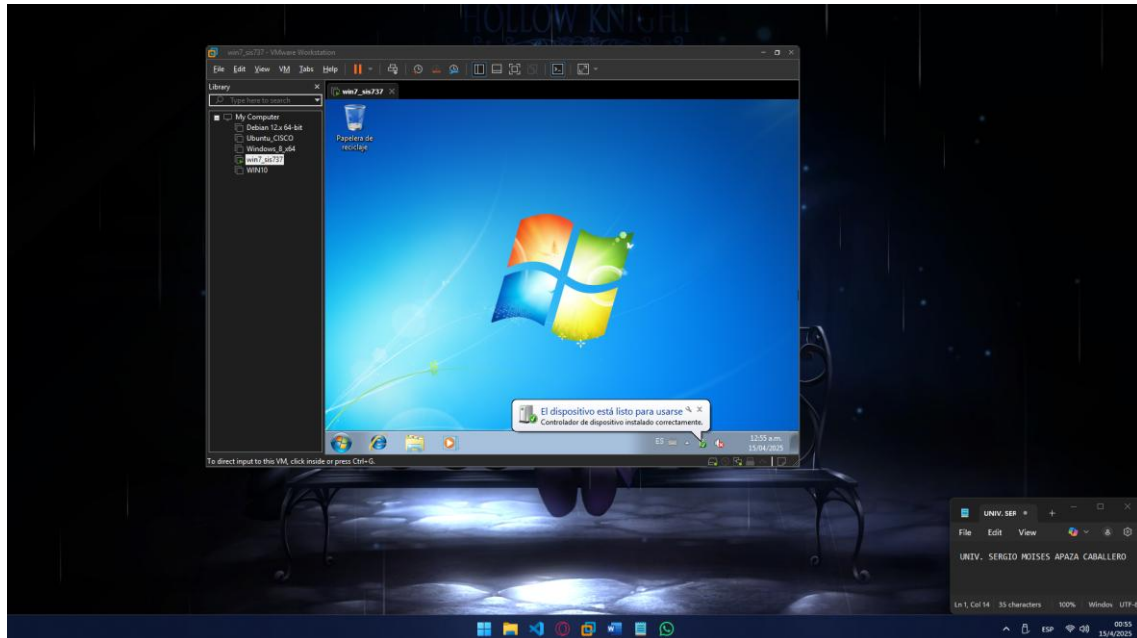 HOLLOW KNIGHT
win7_sis737 - VMware Workstation
File Edit View VM Tabs Help
Library
Type here to search
win7_sis737
My Computer
Debian 12.x 64-bit
Ubuntu_CISCO
Windows_8_x64
win7_sis737
WIN10
Papelera de
reciclaje
El dispositivo está listo para usarse
Controlador de dispositivo instalado correctamente.
ES
12:55 a.m.
15/04/2025
To direct input to this VM, click inside or press Ctrl+G.
UNIV. SER
File Edit View
UNIV. SERGIO MOISES APAZA CABALLERO
Ln 1, Col 14 35 characters 100% Window UTF-8
ESP
00:55
15/4/2025